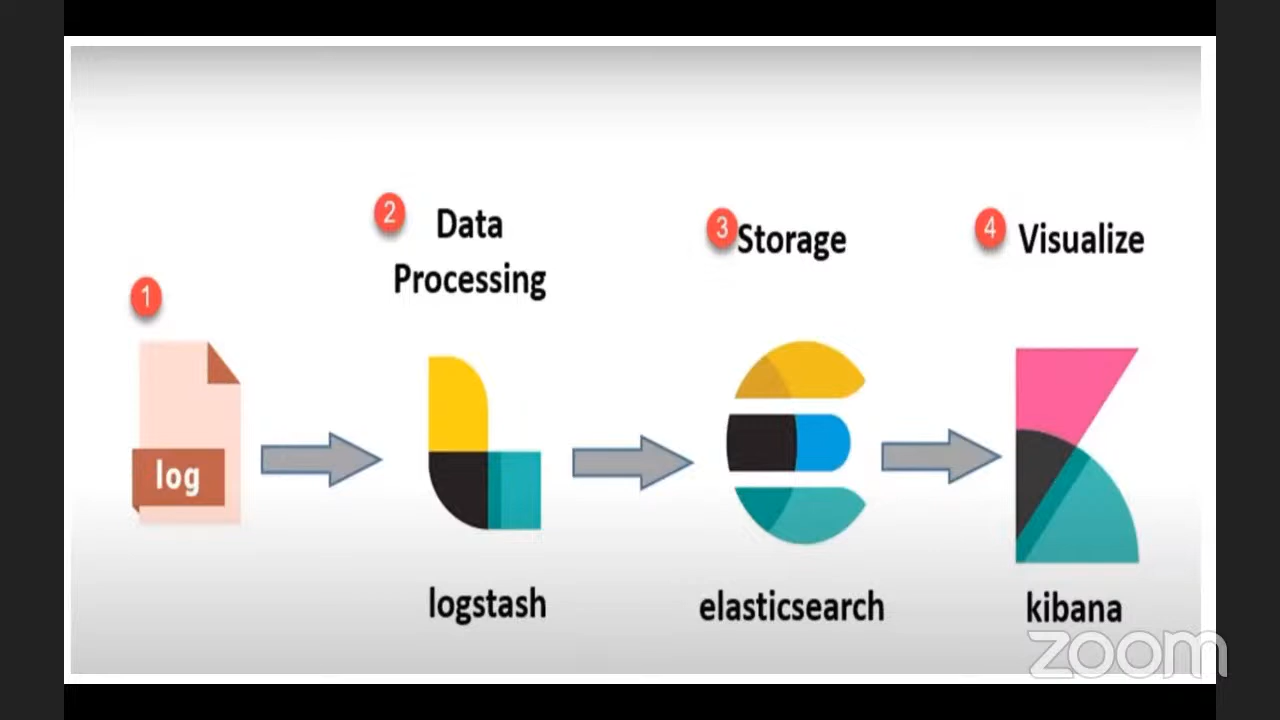 1
log
2
Data
Processing
logstash
3
Storage
elasticsearch
4
Visualize
kibana
zoom